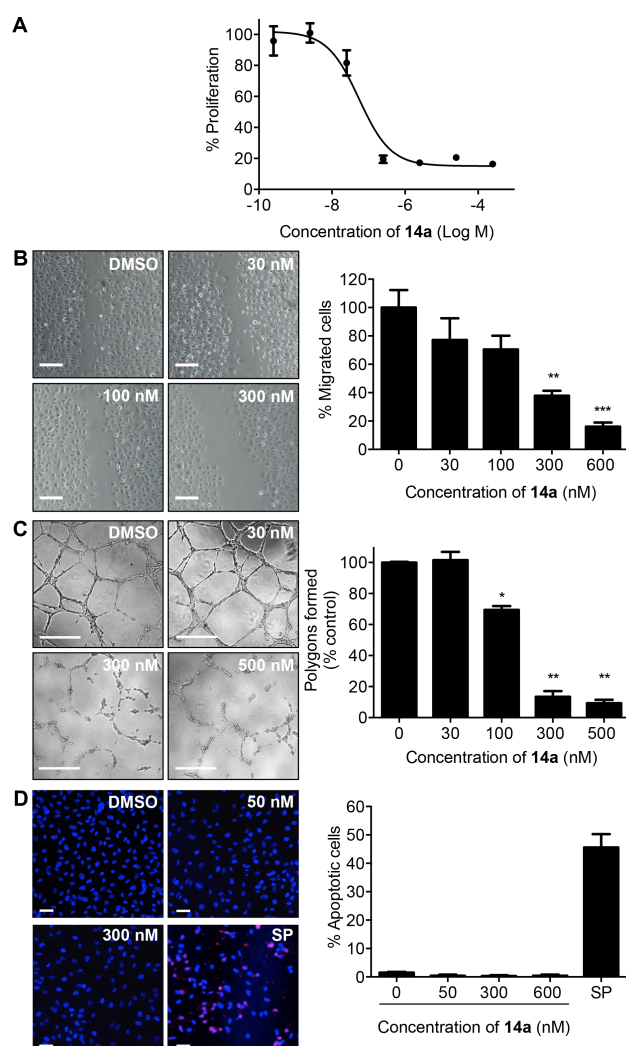 A
% Proliferation
100
80
60
40
20
0
-10 -8 -6 -4
Concentration of 14a (Log M)
B
DMSO
30 nM
100 nM
300 nM
% Migrated cells
120
100
80
60
40
20
0
**
***
0 30 100 300 600
Concentration of 14a (nM)
C
DMSO
30 nM
300 nM
500 nM
Polygons formed
(% control)
100
80
60
40
20
0
*
**
**
0 30 100 300 500
Concentration of 14a (nM)
D
DMSO
50 nM
300 nM
SP
% Apoptotic cells
60
50
40
30
20
10
0
0 50 300 600 SP
Concentration of 14a (nM)